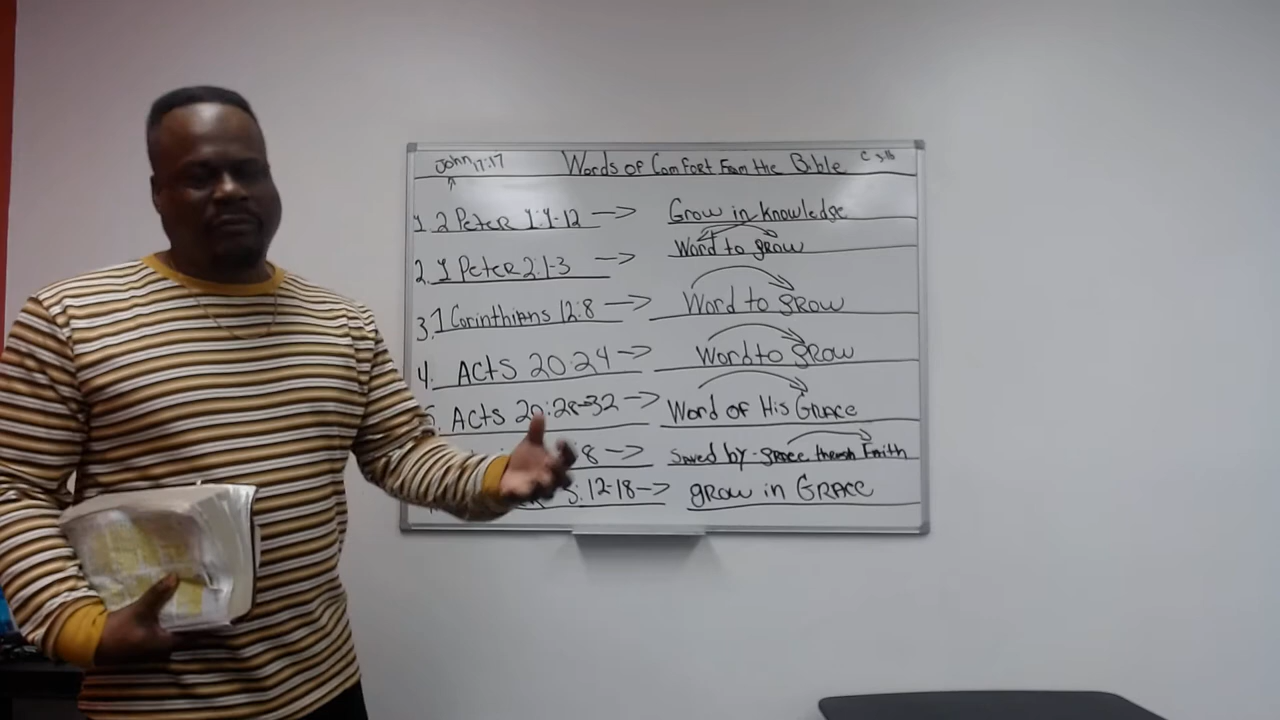 John 17:17 Words of Comfort From the Bible
1. 2 Peter 1:1-12 → Grow in Knowledge
2. 1 Peter 2:1-3 → Word to grow
3. 1 Corinthians 12:8 → Word to grow
4. Acts 20:24 → Word to grow
Acts 20:28-32 → Word of His Grace
8 → Saved by grace through Faith
12-18 → grow in Grace